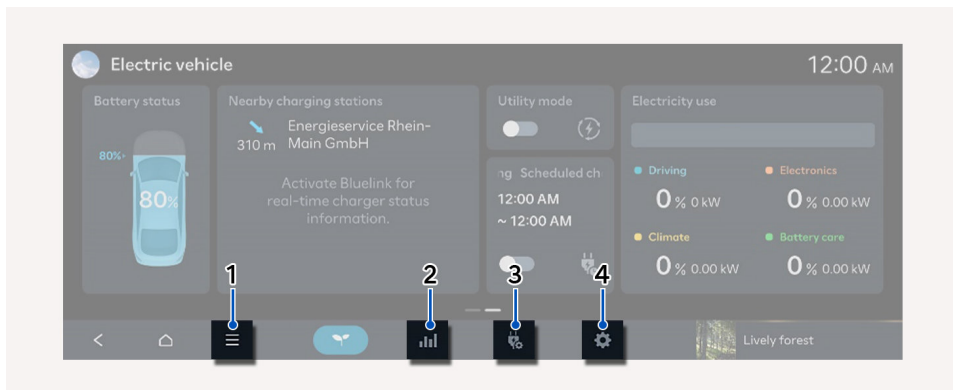 Electric vehicle
12:00 AM
Battery status
80%
80%
Nearby charging stations
310 m
Energieservice Rhein-
Main GmbH
Activate Bluelink for
real-time charger status
information.
Utility mode
ng Scheduled ch
12:00 AM
~ 12:00 AM
Electricity use
Driving
0 % 0 kW
Electronics
0 % 0.00 kW
Climate
0 % 0.00 kW
Battery care
0 % 0.00 kW
1
2
3
4
Lively forest